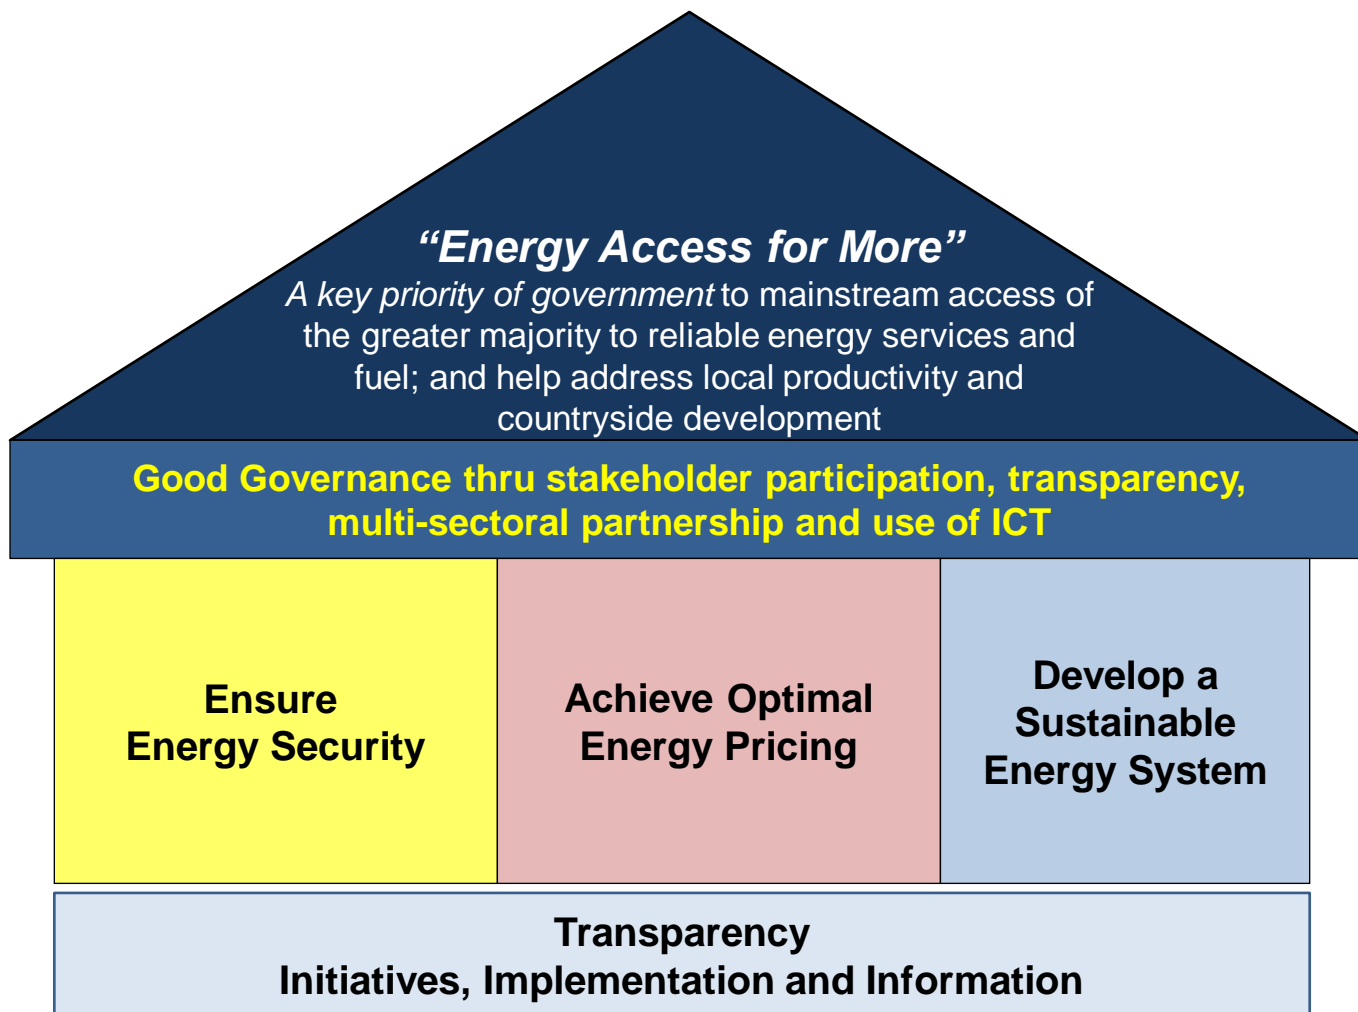 “Energy Access for More”
A key priority of government to mainstream access of
the greater majority to reliable energy services and
fuel; and help address local productivity and
countryside development
Good Governance thru stakeholder participation, transparency,
multi-sectoral partnership and use of ICT
Ensure
Energy Security
Achieve Optimal
Energy Pricing
Develop a
Sustainable
Energy System
Transparency
Initiatives, Implementation and Information